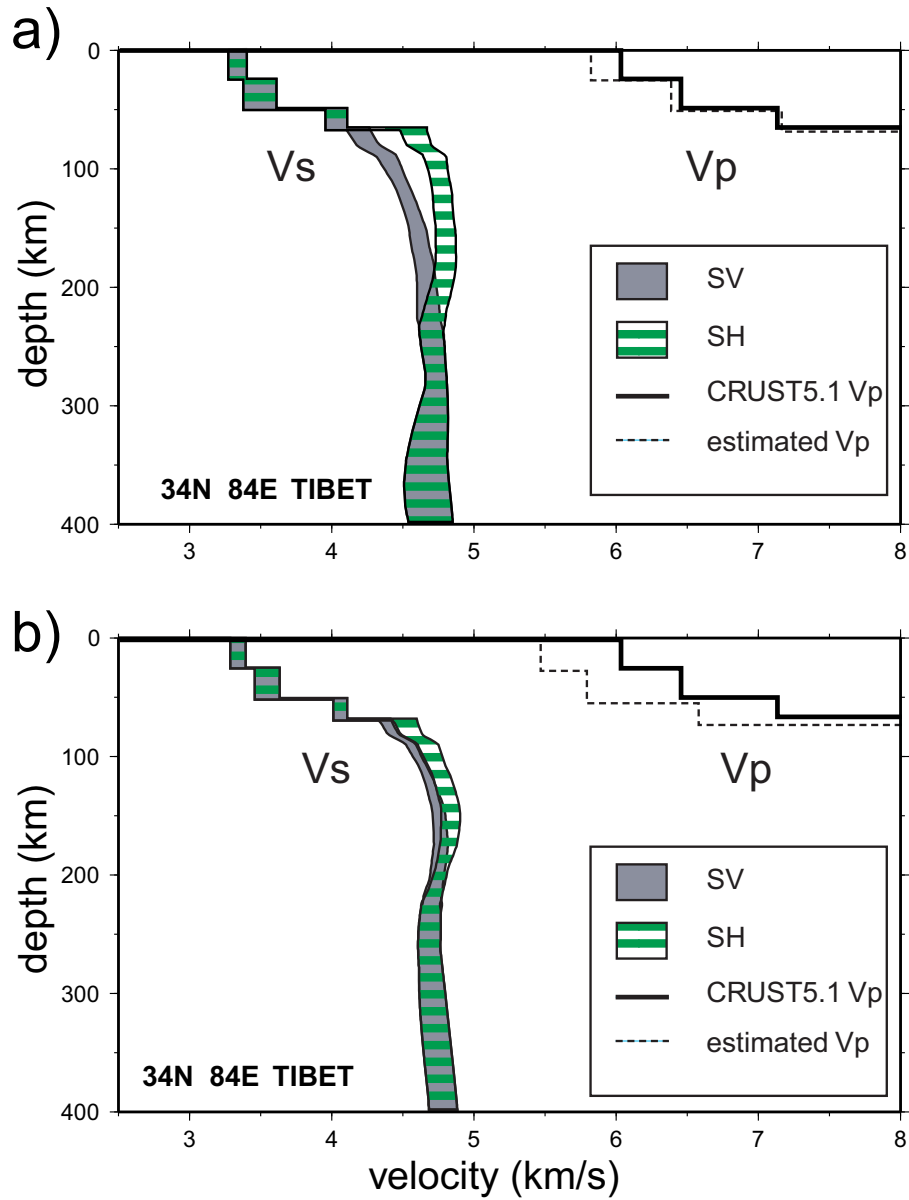 a)
0
100
200
300
400
depth (km)
Vs
Vp
SV
SH
CRUST5.1 Vp
estimated Vp
34N 84E TIBET
3 4 5 6 7 8
b)
0
100
200
300
400
depth (km)
Vs
Vp
SV
SH
CRUST5.1 Vp
estimated Vp
34N 84E TIBET
3 4 5 6 7 8
velocity (km/s)